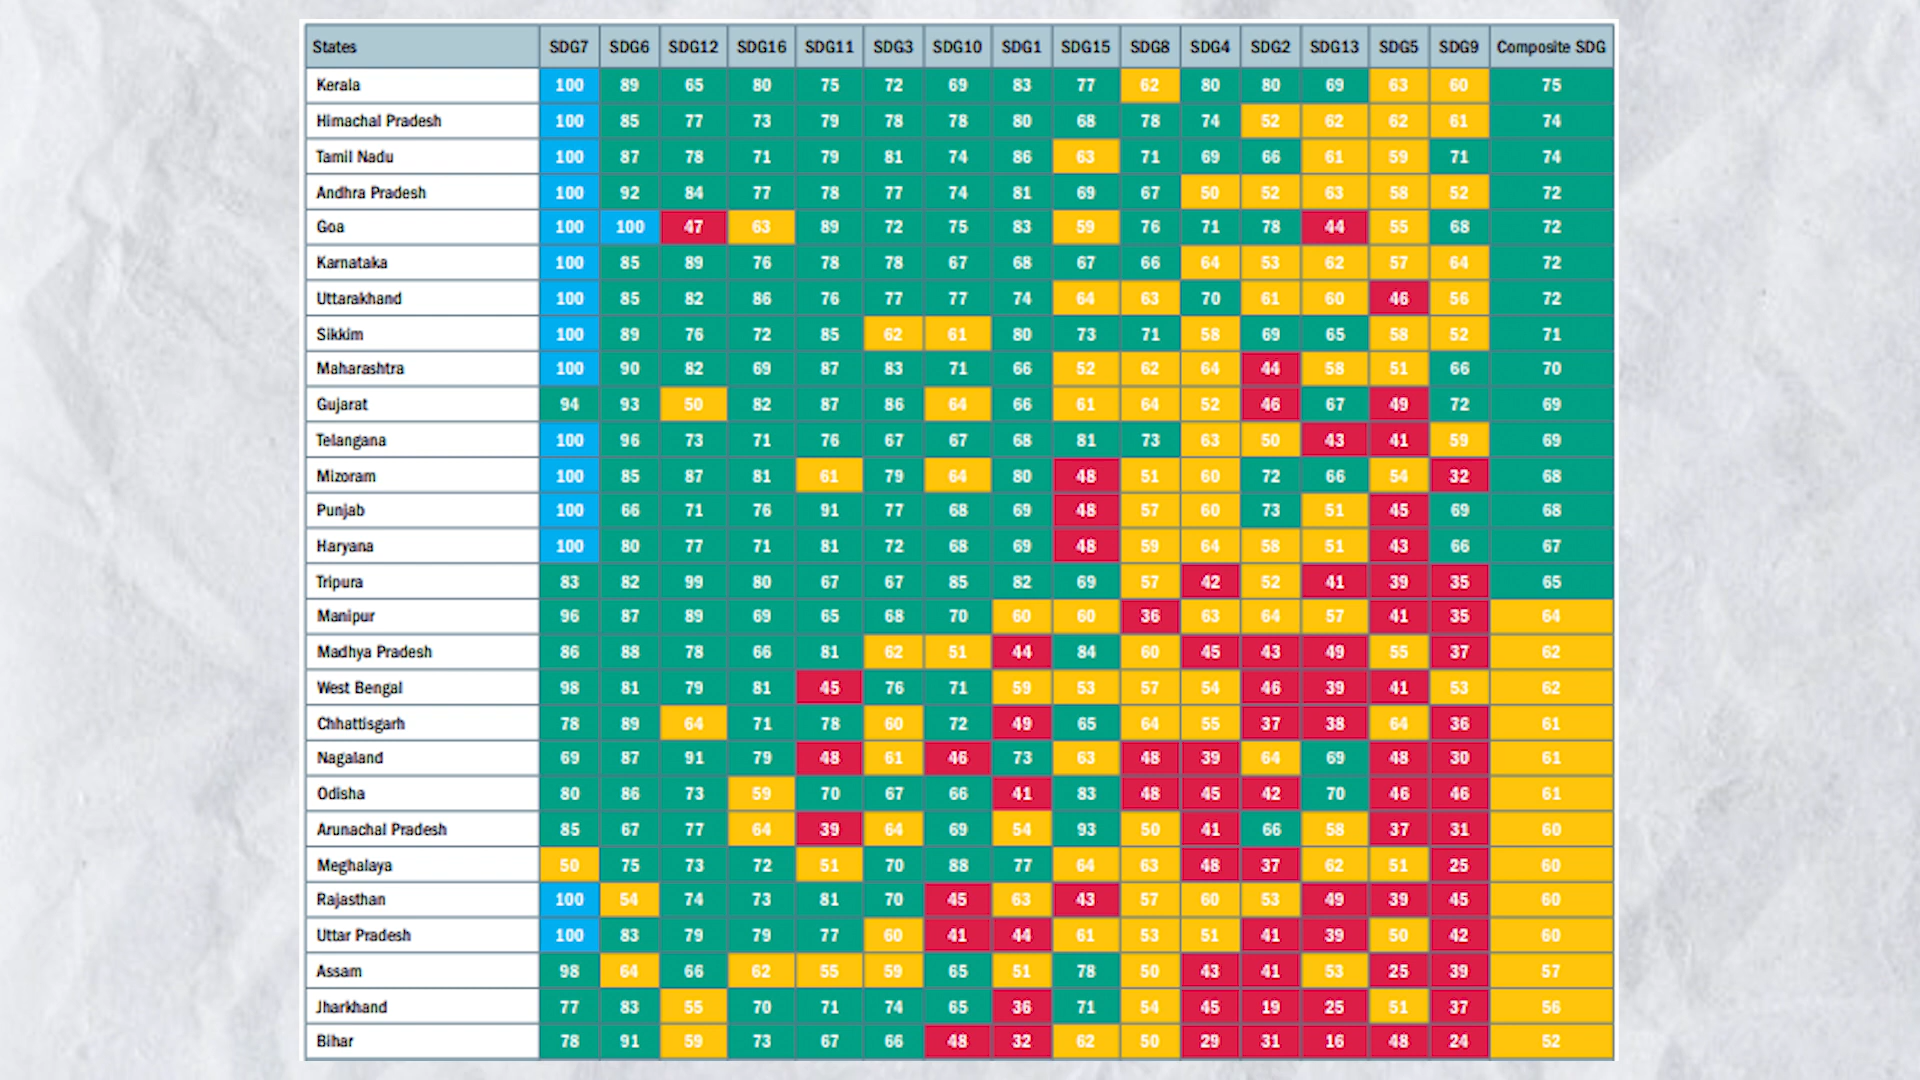 States SDG7 SDG6 SDG12 SDG16 SDG11 SDG3 SDG10 SDG1 SDG15 SDG8 SDG4 SDG2 SDG13 SDG5 SDG9 Composite SDG
Kerala 100 89 65 80 75 72 69 83 77 62 80 80 69 63 60 75
Himachal Pradesh 100 85 77 73 79 78 78 80 68 78 74 52 62 62 61 74
Tamil Nadu 100 87 78 71 79 81 74 86 63 71 69 66 61 59 71 74
Andhra Pradesh 100 92 84 77 78 77 74 81 69 67 50 52 63 58 52 72
Goa 100 100 47 63 89 72 75 83 59 76 71 78 44 55 68 72
Karnataka 100 85 89 76 78 78 67 68 67 66 64 53 62 57 64 72
Uttarakhand 100 85 82 86 76 77 77 74 64 63 70 61 60 46 56 72
Sikkim 100 89 76 72 85 62 61 80 73 71 58 69 65 58 52 71
Maharashtra 100 90 82 69 87 83 71 66 52 62 64 44 58 51 66 70
Gujarat 94 93 50 82 87 86 64 66 61 64 52 46 67 49 72 69
Telangana 100 96 73 71 76 67 67 68 81 73 63 50 43 41 59 69
Mizoram 100 85 87 81 61 79 64 80 48 51 60 72 66 54 32 68
Punjab 100 66 71 76 91 77 68 69 48 57 60 73 51 45 69 68
Haryana 100 80 77 71 81 72 68 69 48 59 64 58 51 43 66 67
Tripura 83 82 99 80 67 67 85 82 69 57 42 52 41 39 35 65
Manipur 96 87 89 69 65 68 70 60 60 36 63 64 57 41 35 64
Madhya Pradesh 86 88 78 66 81 62 51 44 84 60 45 43 49 55 37 62
West Bengal 98 81 79 81 45 76 71 59 53 57 54 46 39 41 53 62
Chhattisgarh 78 89 64 71 78 60 72 49 65 64 55 37 38 64 36 61
Nagaland 69 87 91 79 48 61 46 73 63 48 39 64 69 48 30 61
Odisha 80 86 73 59 70 67 66 41 83 48 45 42 70 46 46 61
Arunachal Pradesh 85 67 77 64 39 64 69 54 93 50 41 66 58 37 31 60
Meghalaya 50 75 73 72 51 70 88 77 64 63 48 37 62 51 25 60
Rajasthan 100 54 74 73 81 70 45 63 43 57 60 53 49 39 45 60
Uttar Pradesh 100 83 79 79 77 60 41 44 61 53 51 41 39 50 42 60
Assam 98 64 66 62 55 59 65 51 78 50 43 41 53 25 39 57
Jharkhand 77 83 55 70 71 74 65 36 71 54 45 19 25 51 37 56
Bihar 78 91 59 73 67 66 48 32 62 50 29 31 16 48 24 52